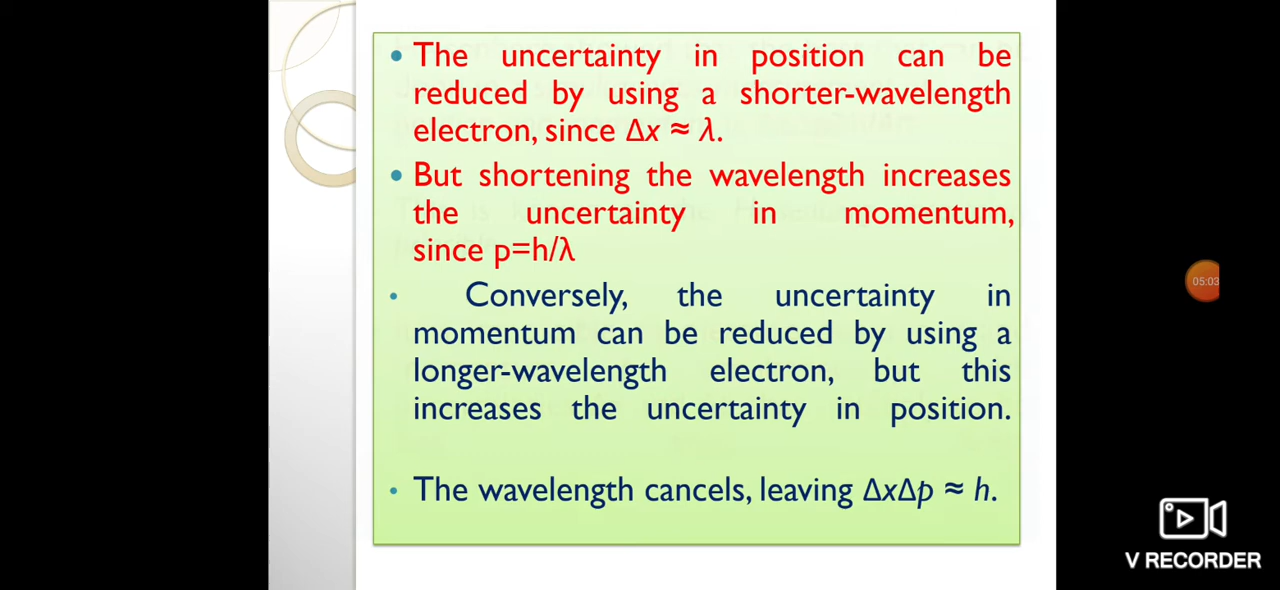 • The uncertainty in position can be
reduced by using a shorter-wavelength
electron, since Δx ≈ λ.
• But shortening the wavelength increases
the uncertainty in momentum,
since p=h/λ
• Conversely, the uncertainty in
momentum can be reduced by using a
longer-wavelength electron, but this
increases the uncertainty in position.
• The wavelength cancels, leaving ΔxΔp ≈ h.
05:03
V RECORDER